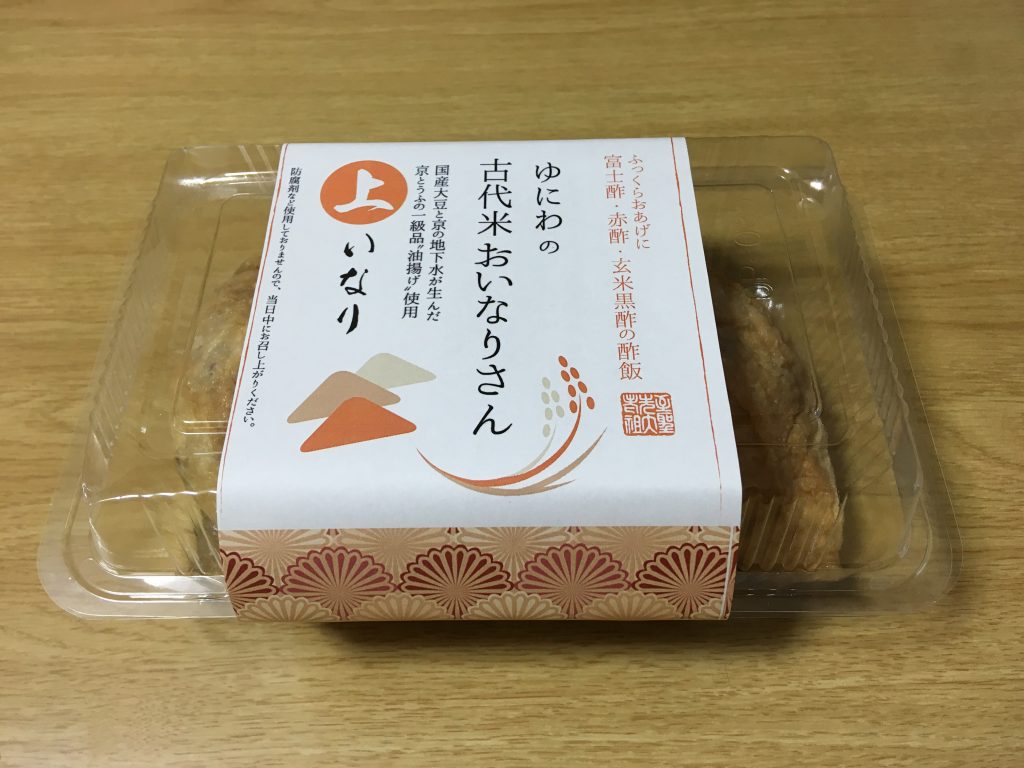 ふっくらおあげに
富士酢・赤酢・玄米黒酢の酢飯
ゆにわの
古代米おいなりさん
国産大豆と京の地下水が生んだ
京とうふの一級品“油揚げ”使用
上
いなり
防腐剤など使用しておりませんので、当日中にお召し上がりください。